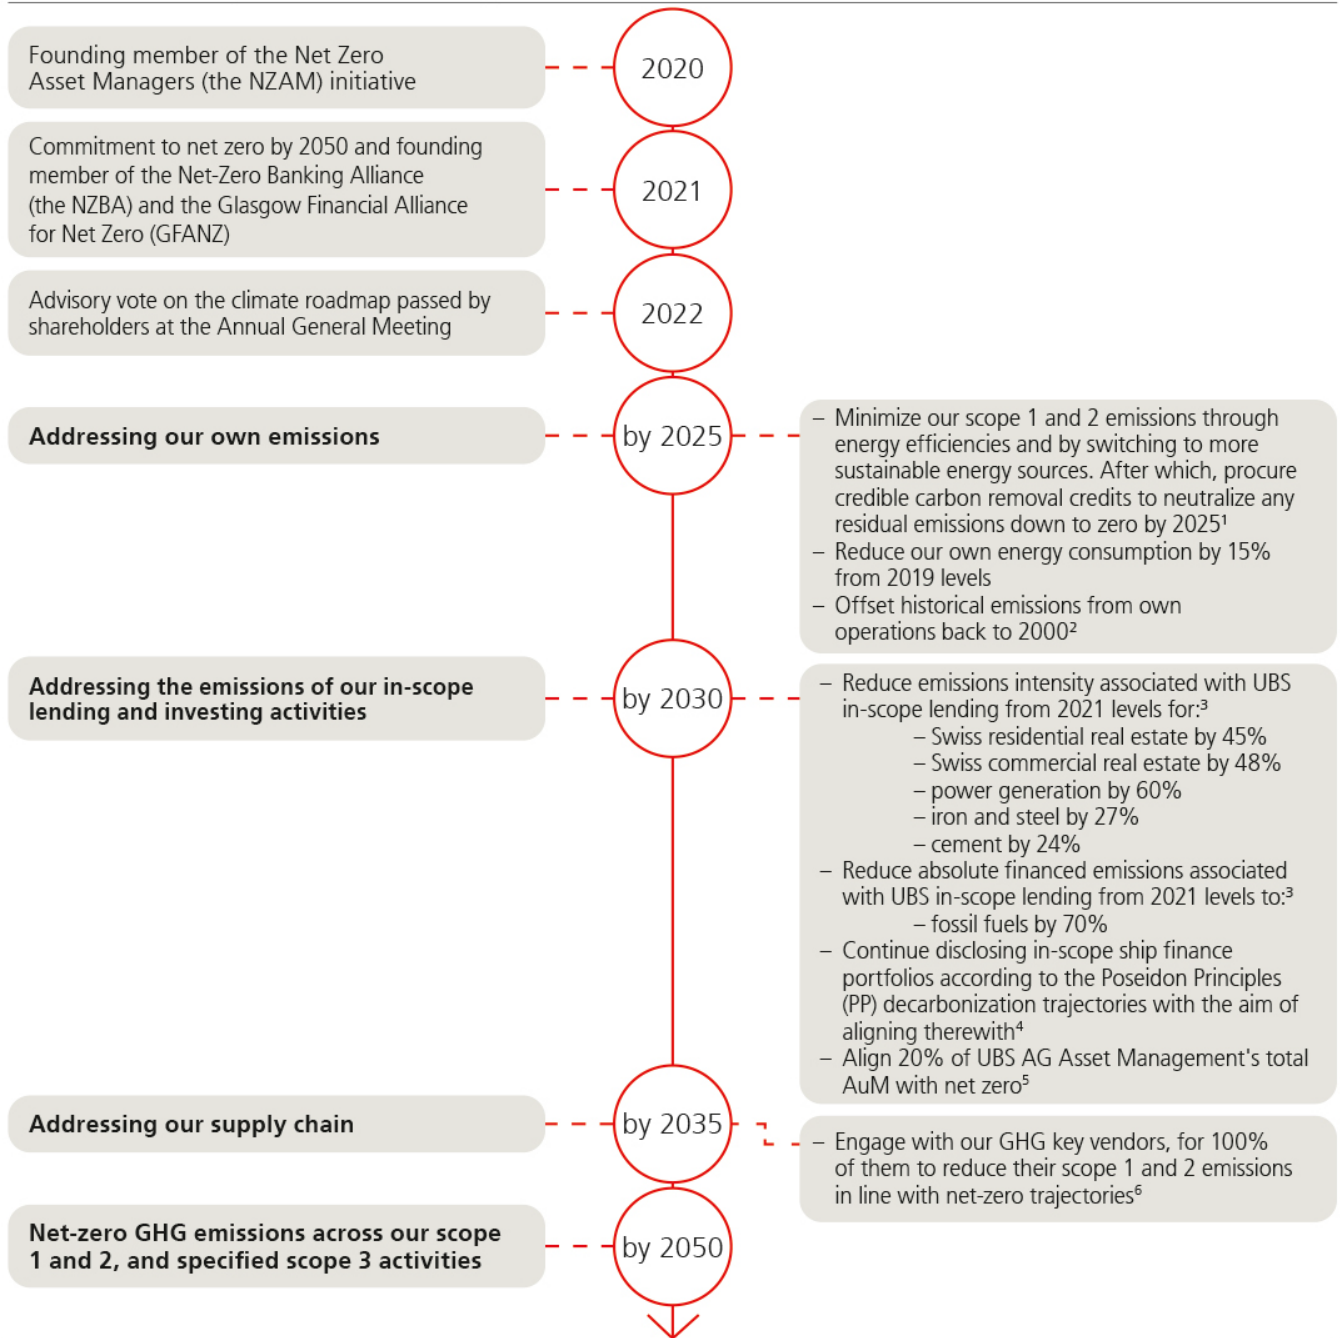 Founding member of the Net Zero
Asset Managers (the NZAM) initiative
2020
Commitment to net zero by 2050 and founding
member of the Net-Zero Banking Alliance
(the NZBA) and the Glasgow Financial Alliance
for Net Zero (GFANZ)
2021
Advisory vote on the climate roadmap passed by
shareholders at the Annual General Meeting
2022
Addressing our own emissions
by 2025
– Minimize our scope 1 and 2 emissions through
energy efficiencies and by switching to more
sustainable energy sources. After which, procure
credible carbon removal credits to neutralize any
residual emissions down to zero by 2025¹
– Reduce our own energy consumption by 15%
from 2019 levels
– Offset historical emissions from own
operations back to 2000²
Addressing the emissions of our in-scope
lending and investing activities
by 2030
– Reduce emissions intensity associated with UBS
in-scope lending from 2021 levels for:³
– Swiss residential real estate by 45%
– Swiss commercial real estate by 48%
– power generation by 60%
– iron and steel by 27%
– cement by 24%
– Reduce absolute financed emissions associated
with UBS in-scope lending from 2021 levels to:³
– fossil fuels by 70%
– Continue disclosing in-scope ship finance
portfolios according to the Poseidon Principles
(PP) decarbonization trajectories with the aim of
aligning therewith⁴
– Align 20% of UBS AG Asset Management's total
AuM with net zero⁵
Addressing our supply chain
by 2035
– Engage with our GHG key vendors, for 100%
of them to reduce their scope 1 and 2 emissions
in line with net-zero trajectories⁶
Net-zero GHG emissions across our scope
1 and 2, and specified scope 3 activities
by 2050